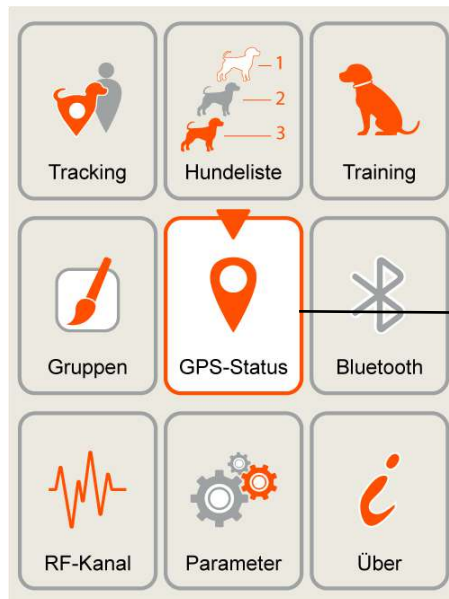 1
2
3
Tracking
Hundeliste
Training
Gruppen
GPS-Status
Bluetooth
RF-Kanal
Parameter
Über